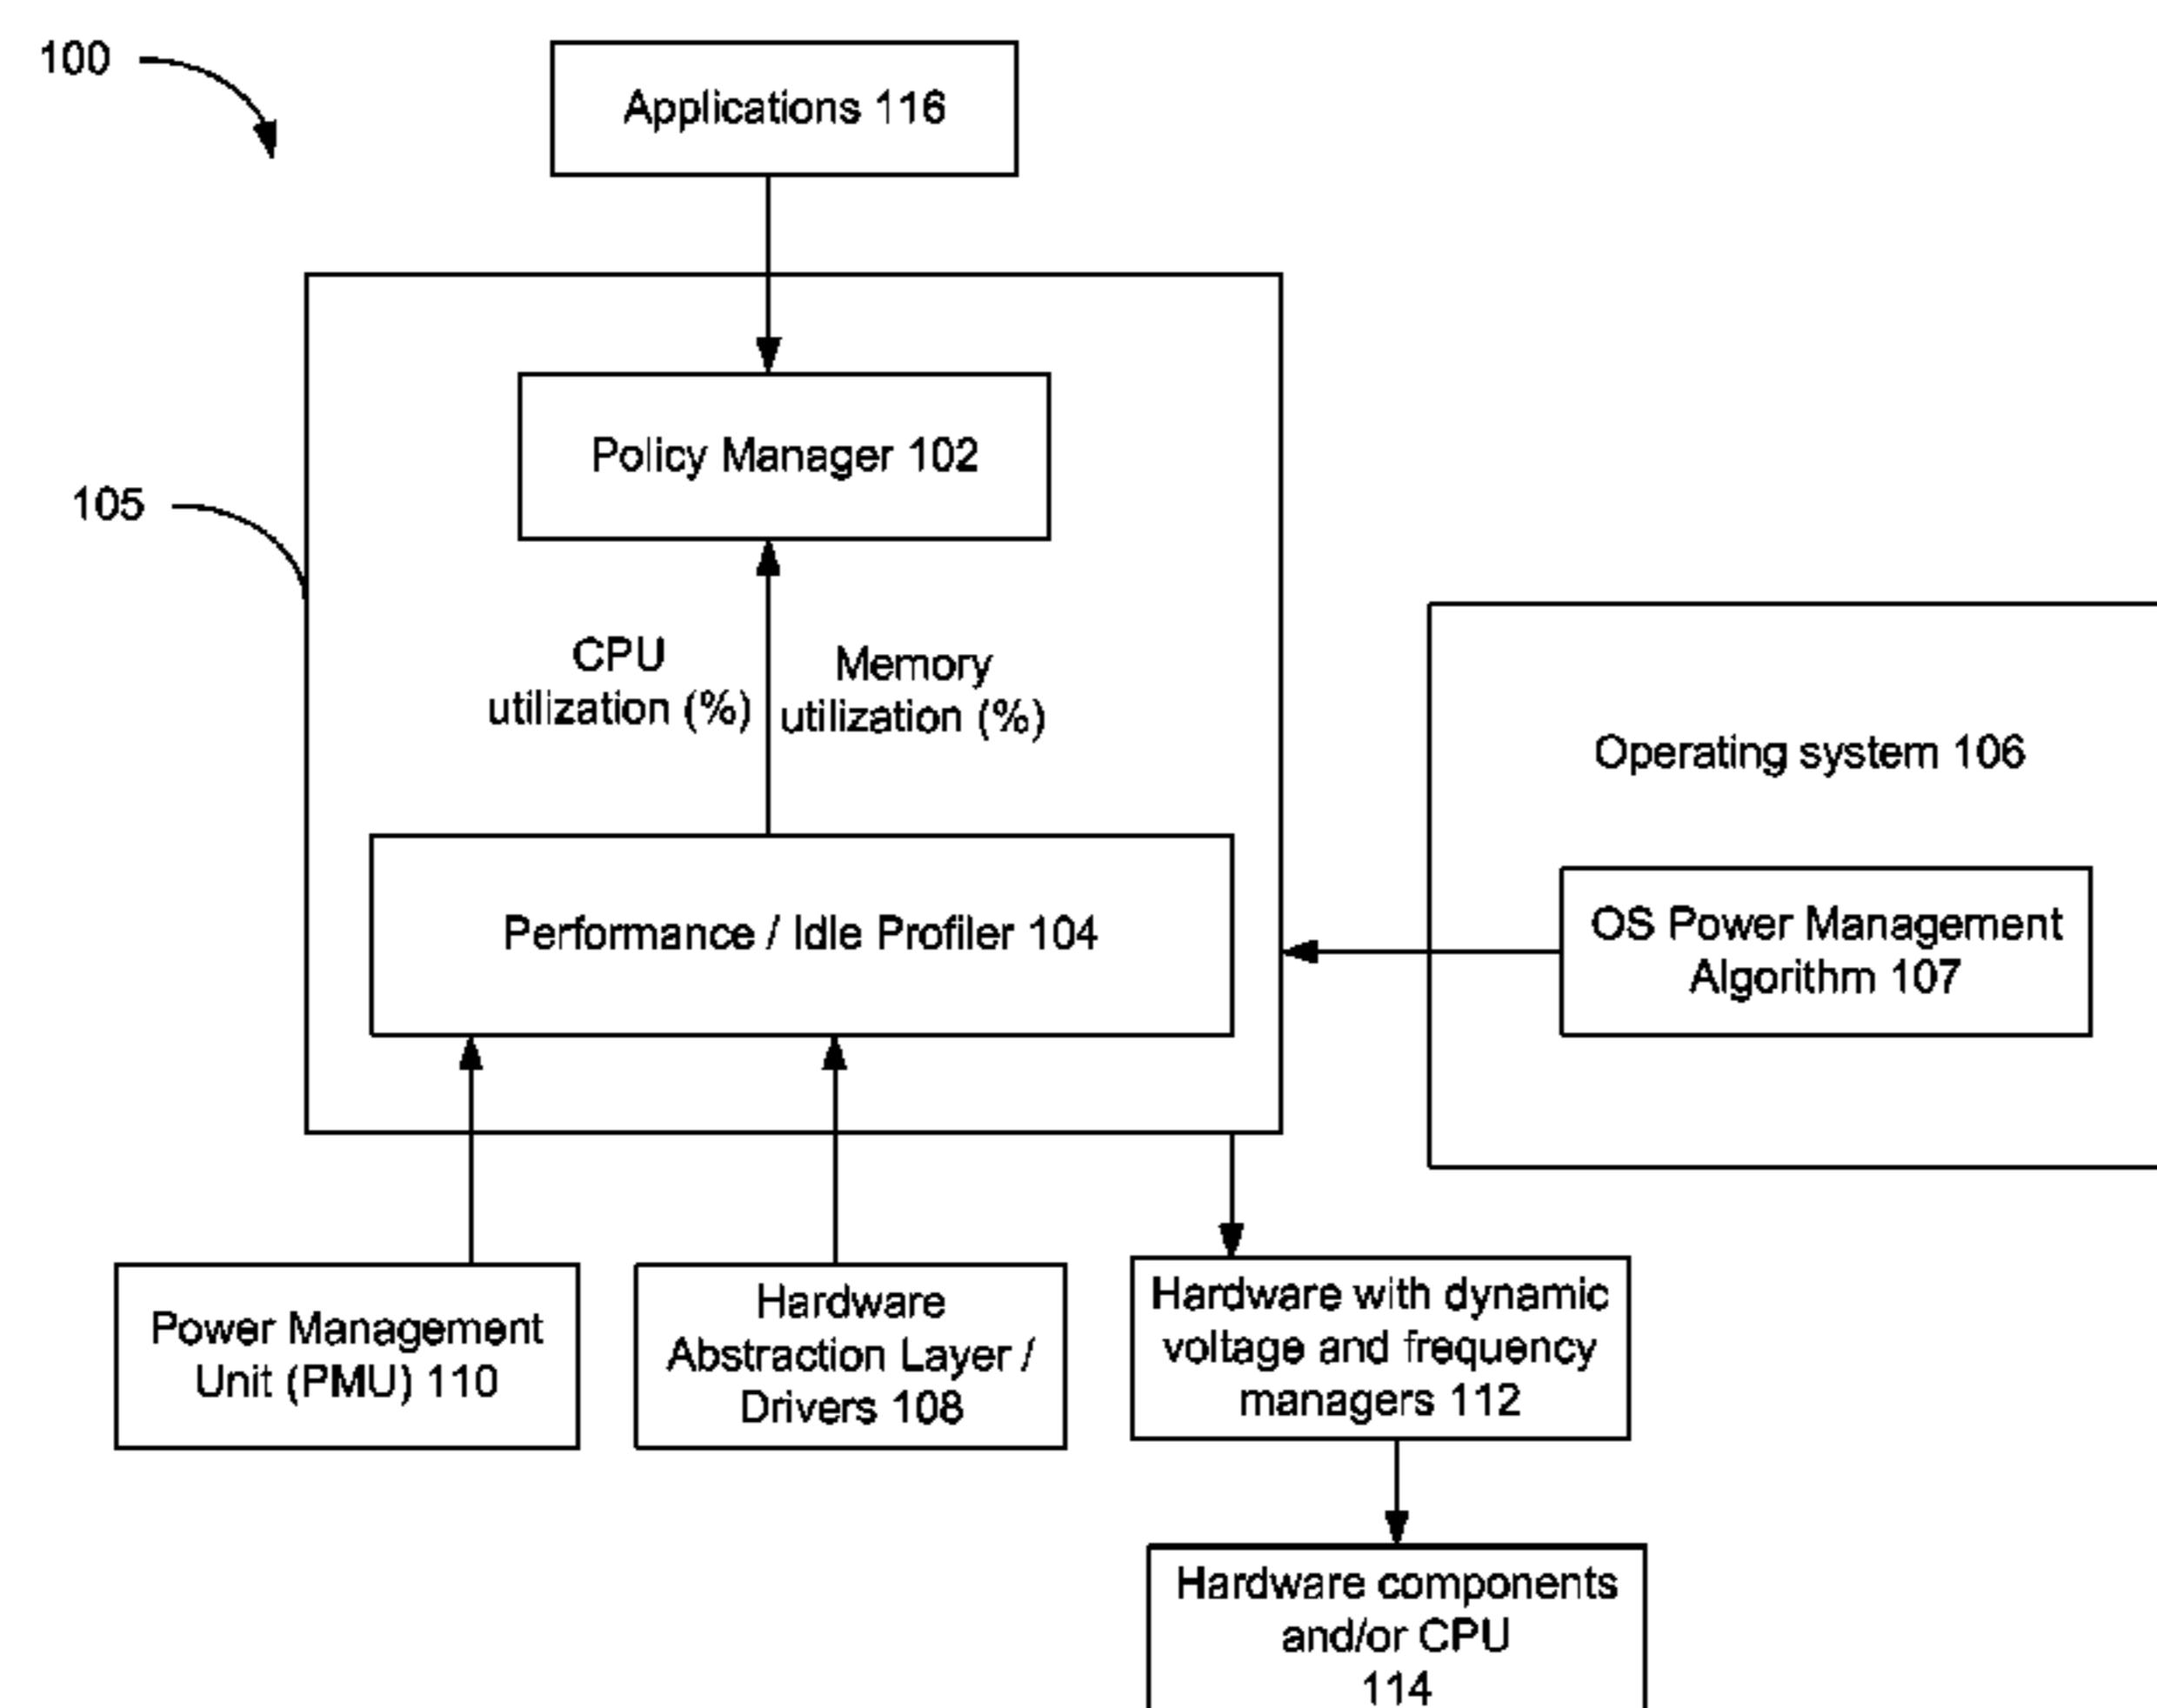 100
Applications 116
Policy Manager 102
105
CPU
utilization (%)
Memory
utilization (%)
Operating system 106
Performance / Idle Profiler 104
OS Power Management
Algorithm 107
Power Management
Unit (PMU) 110
Hardware
Abstraction Layer /
Drivers 108
Hardware with dynamic
voltage and frequency
managers 112
Hardware components
and/or CPU
114